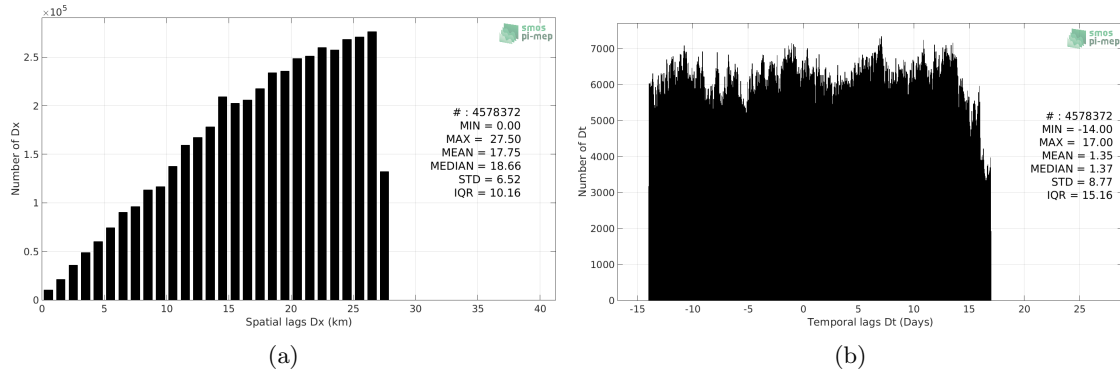 ×10⁵
2.5
2
1.5
1
0.5
0
Number of Dx
0 5 10 15 20 25 30 35 40
Spatial lags Dx (km)
smos
pi-mep
# : 4578372
MIN = 0.00
MAX = 27.50
MEAN = 17.75
MEDIAN = 18.66
STD = 6.52
IQR = 10.16
(a)
7000
6000
5000
4000
3000
2000
1000
0
Number of Dt
-15 -10 -5 0 5 10 15 20 25
Temporal lags Dt (Days)
smos
pi-mep
# : 4578372
MIN = -14.00
MAX = 17.00
MEAN = 1.35
MEDIAN = 1.37
STD = 8.77
IQR = 15.16
(b)